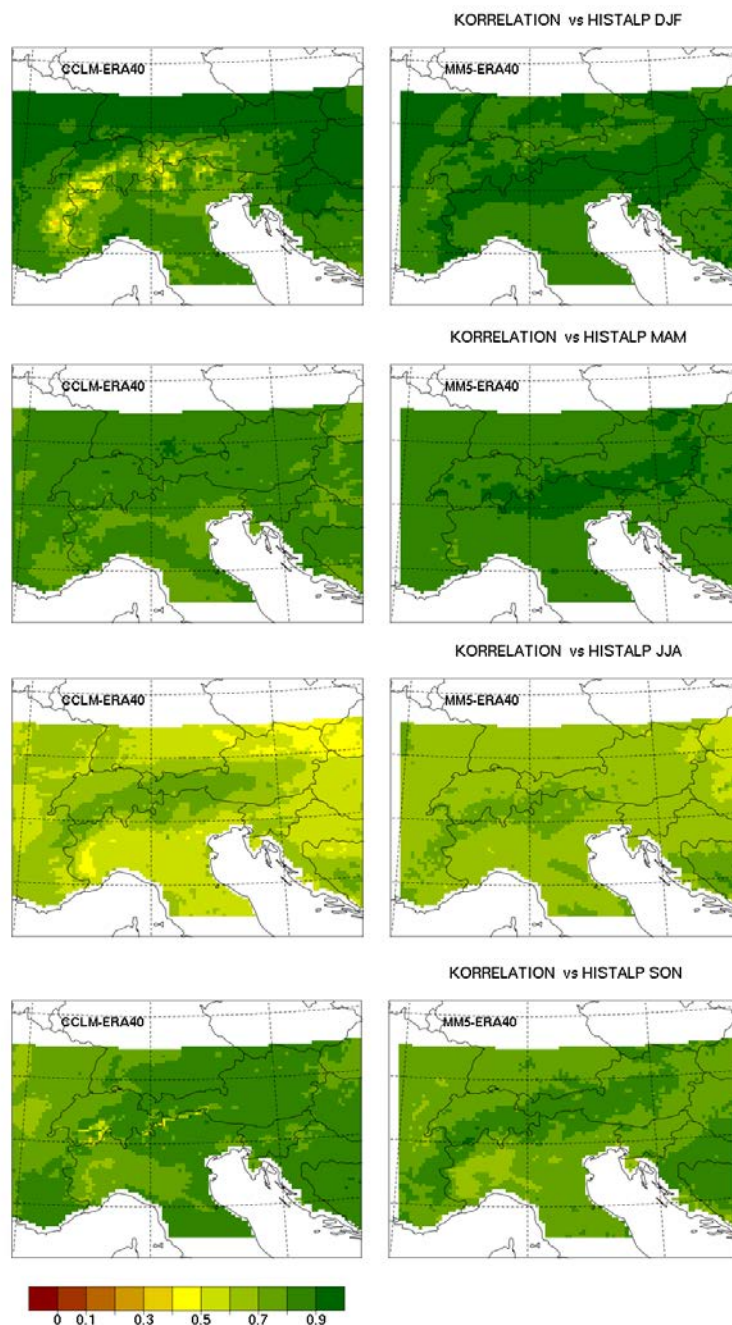 KORRELATION vs HISTALP DJF
CCLM-ERA40
MM5-ERA40
KORRELATION vs HISTALP MAM
CCLM-ERA40
MM5-ERA40
KORRELATION vs HISTALP JJA
CCLM-ERA40
MM5-ERA40
KORRELATION vs HISTALP SON
CCLM-ERA40
MM5-ERA40
0 0.1 0.3 0.5 0.7 0.9